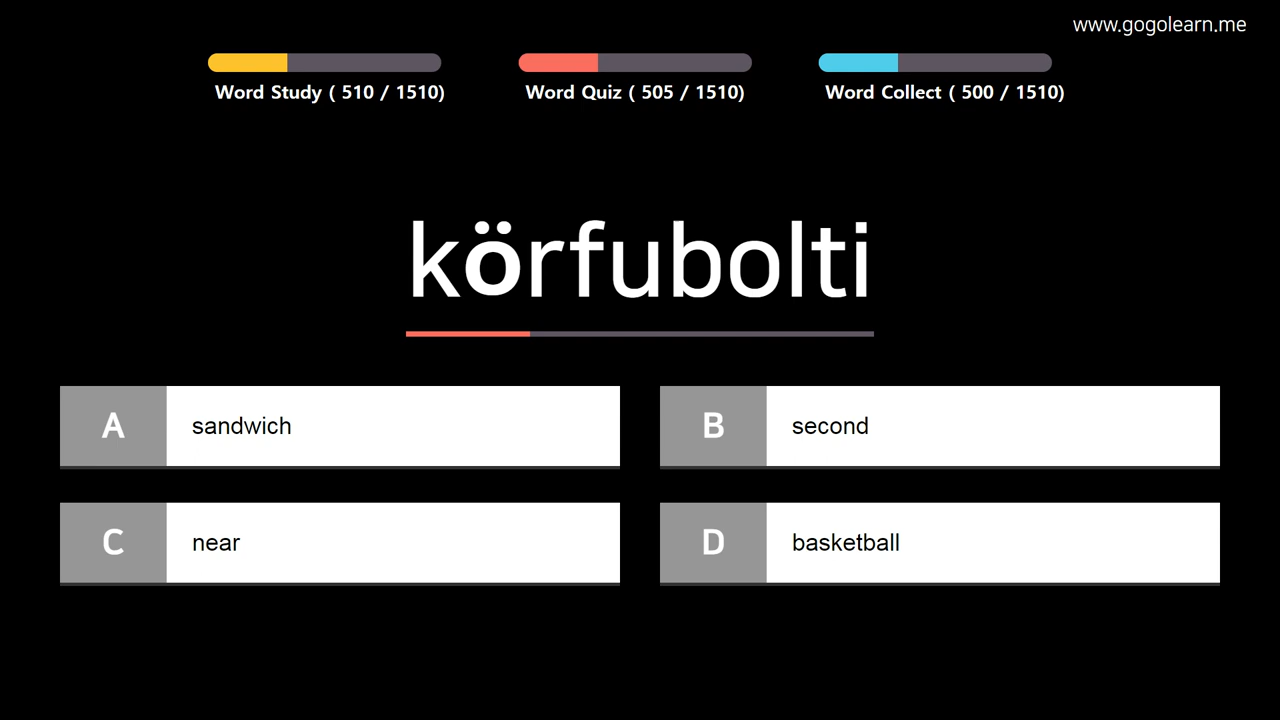 www.gogolearn.me
Word Study ( 510 / 1510)
Word Quiz ( 505 / 1510)
Word Collect ( 500 / 1510)
körfubolti
A sandwich
B second
C near
D basketball